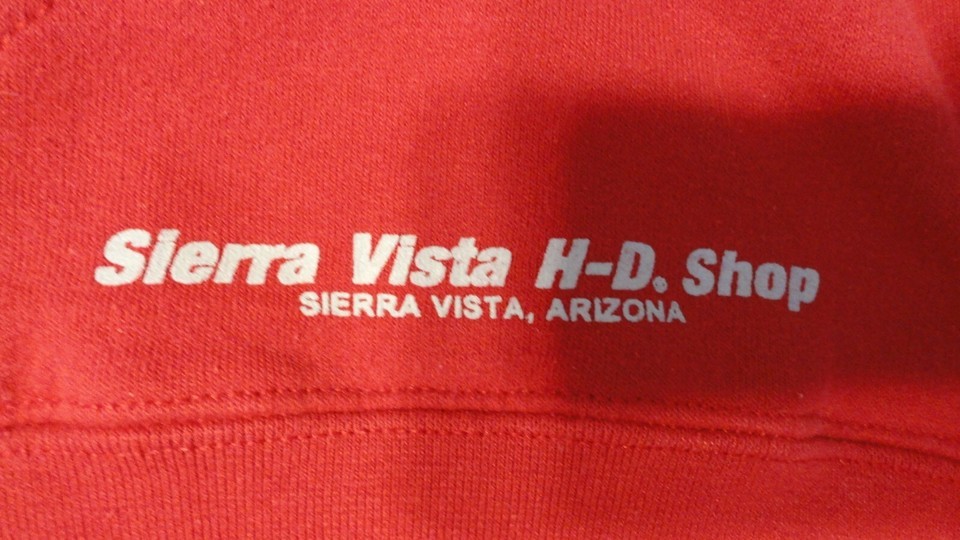 Sierra Vista H-D. Shop
SIERRA VISTA, ARIZONA